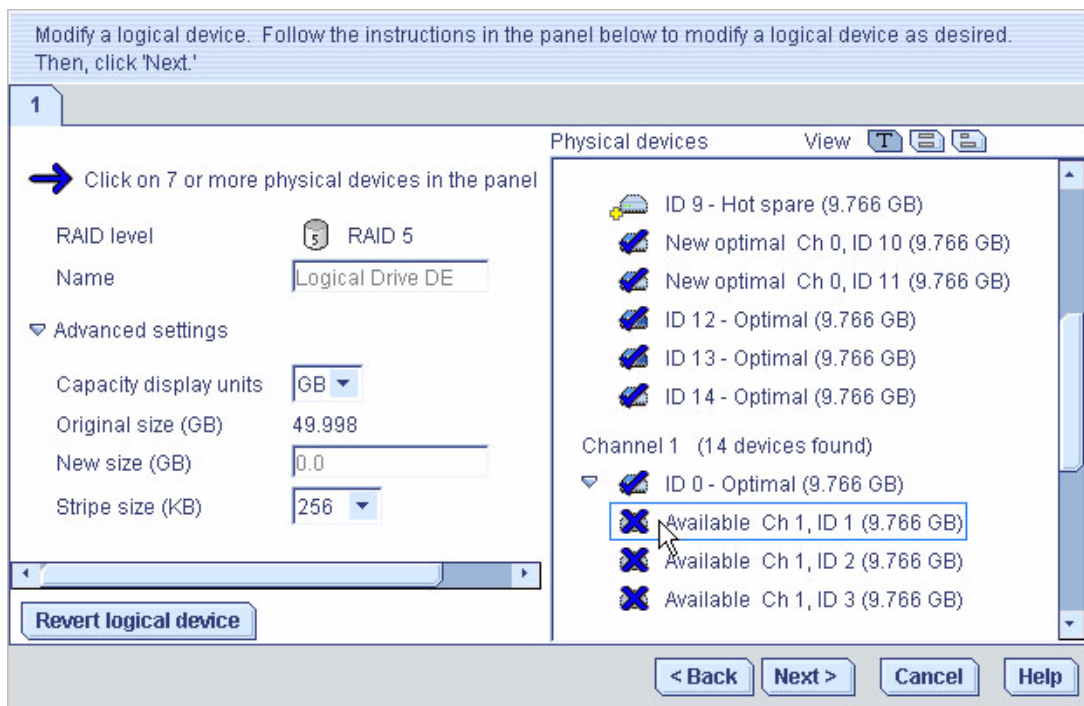 Modify a logical device. Follow the instructions in the panel below to modify a logical device as desired.
Then, click 'Next.'
1
Click on 7 or more physical devices in the panel
RAID level 5 RAID 5
Name Logical Drive DE
Advanced settings
Capacity display units GB
Original size (GB) 49.998
New size (GB) 0.0
Stripe size (KB) 256
Revert logical device
Physical devices View T
ID 9 - Hot spare (9.766 GB)
New optimal Ch 0, ID 10 (9.766 GB)
New optimal Ch 0, ID 11 (9.766 GB)
ID 12 - Optimal (9.766 GB)
ID 13 - Optimal (9.766 GB)
ID 14 - Optimal (9.766 GB)
Channel 1 (14 devices found)
ID 0 - Optimal (9.766 GB)
Available Ch 1, ID 1 (9.766 GB)
Available Ch 1, ID 2 (9.766 GB)
Available Ch 1, ID 3 (9.766 GB)
< Back Next > Cancel Help